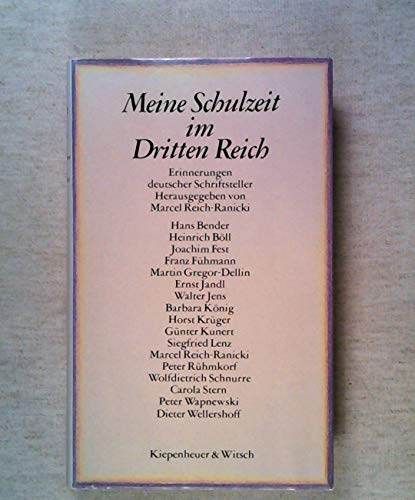 Meine Schulzeit
im
Dritten Reich
Erinnerungen
deutscher Schriftsteller
Herausgegeben von
Marcel Reich-Ranicki
Hans Bender
Heinrich Böll
Joachim Fest
Franz Fühmann
Martin Gregor-Dellin
Ernst Jandl
Walter Jens
Barbara König
Horst Krüger
Günter Kunert
Siegfried Lenz
Marcel Reich-Ranicki
Peter Rühmkorf
Wolfdietrich Schnurre
Carola Stern
Peter Wapnewski
Dieter Wellershoff
Kiepenheuer & Witsch